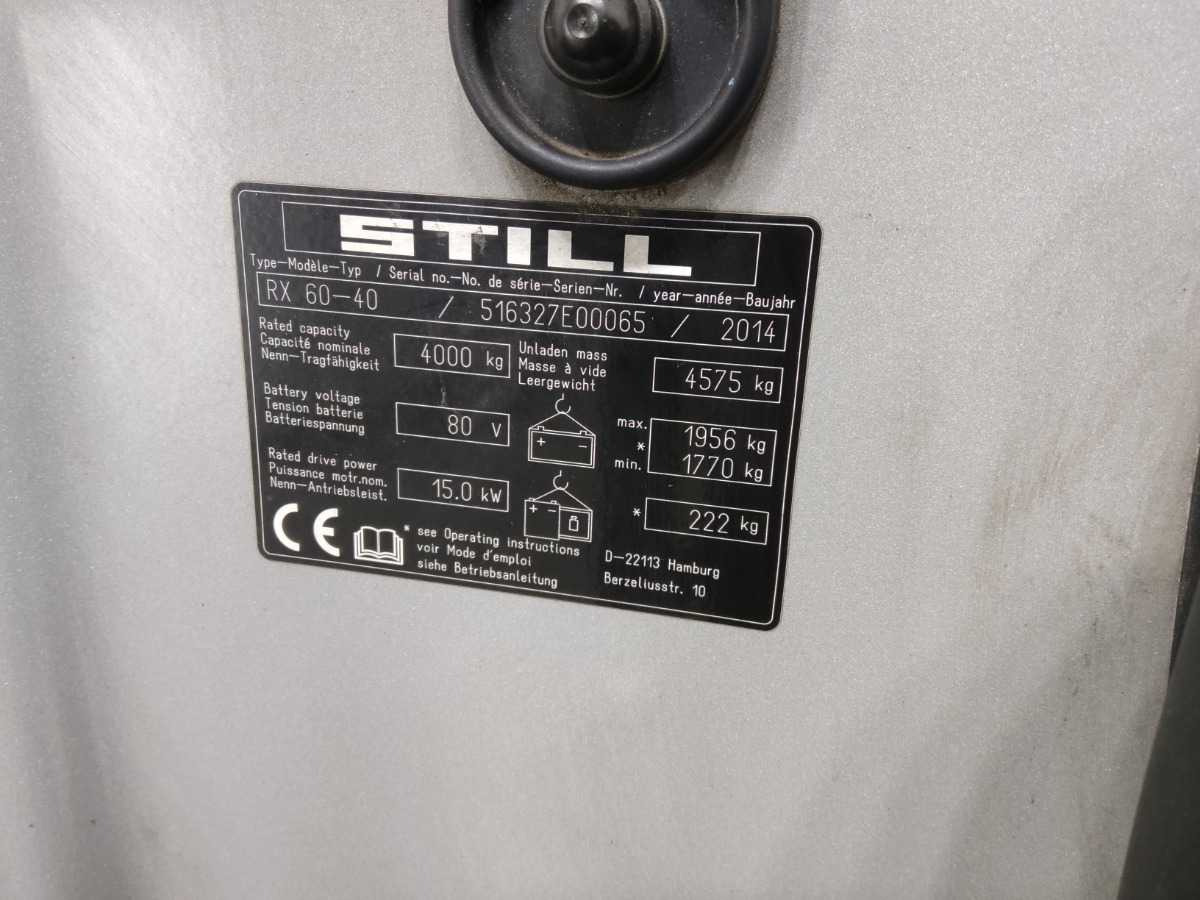 STILL
Type-Modèle-Typ / Serial no.-No. de série-Serien-Nr. / year-année-Baujahr
RX 60-40 / 516327E00065 / 2014
Rated capacity
Capacité nominale
Nenn-Tragfähigkeit
4000 kg
Unladen mass
Masse à vide
Leergewicht
4575 kg
Battery voltage
Tension batterie
Batteriespannung
80 V
+ -
max. 1956 kg
*
min. 1770 kg
Rated drive power
Puissance motr.nom.
Nenn-Antriebsleist.
15.0 kW
+ -
* 222 kg
CE
* see Operating instructions
voir Mode d'emploi
siehe Betriebsanleitung
D-22113 Hamburg
Berzeliusstr. 10